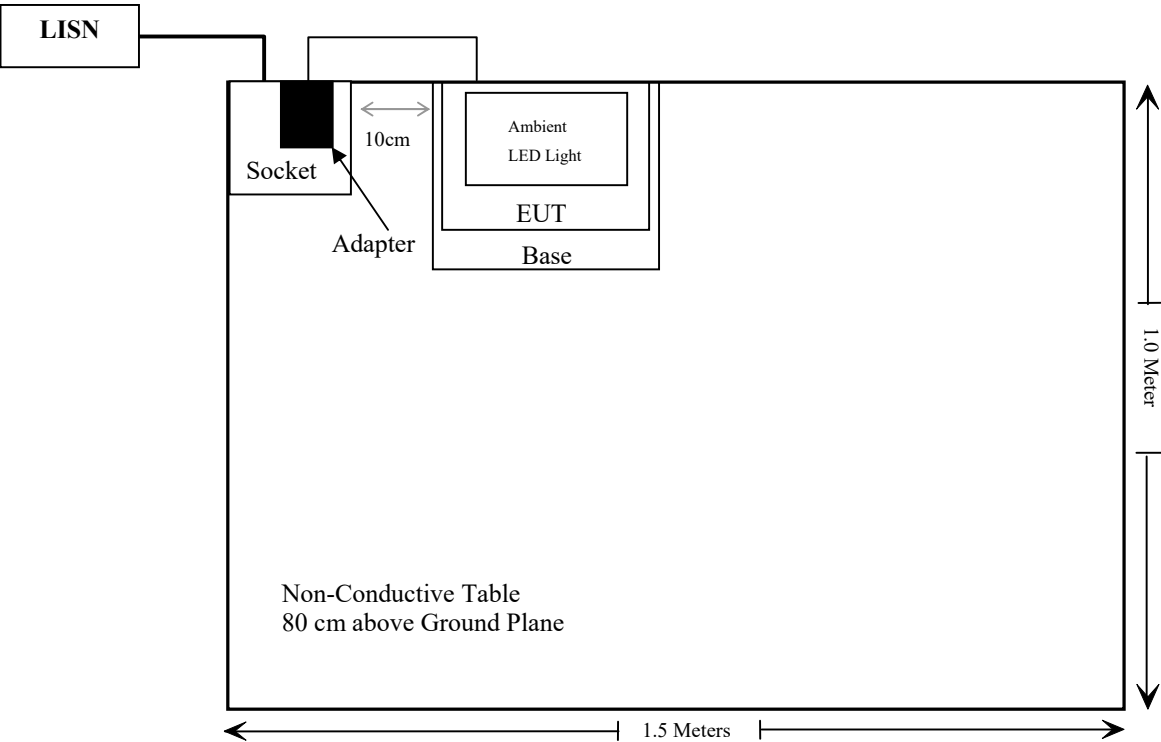 LISN
Ambient
LED Light
10cm
Socket
EUT
Adapter
Base
1.0 Meter
Non-Conductive Table
80 cm above Ground Plane
1.5 Meters